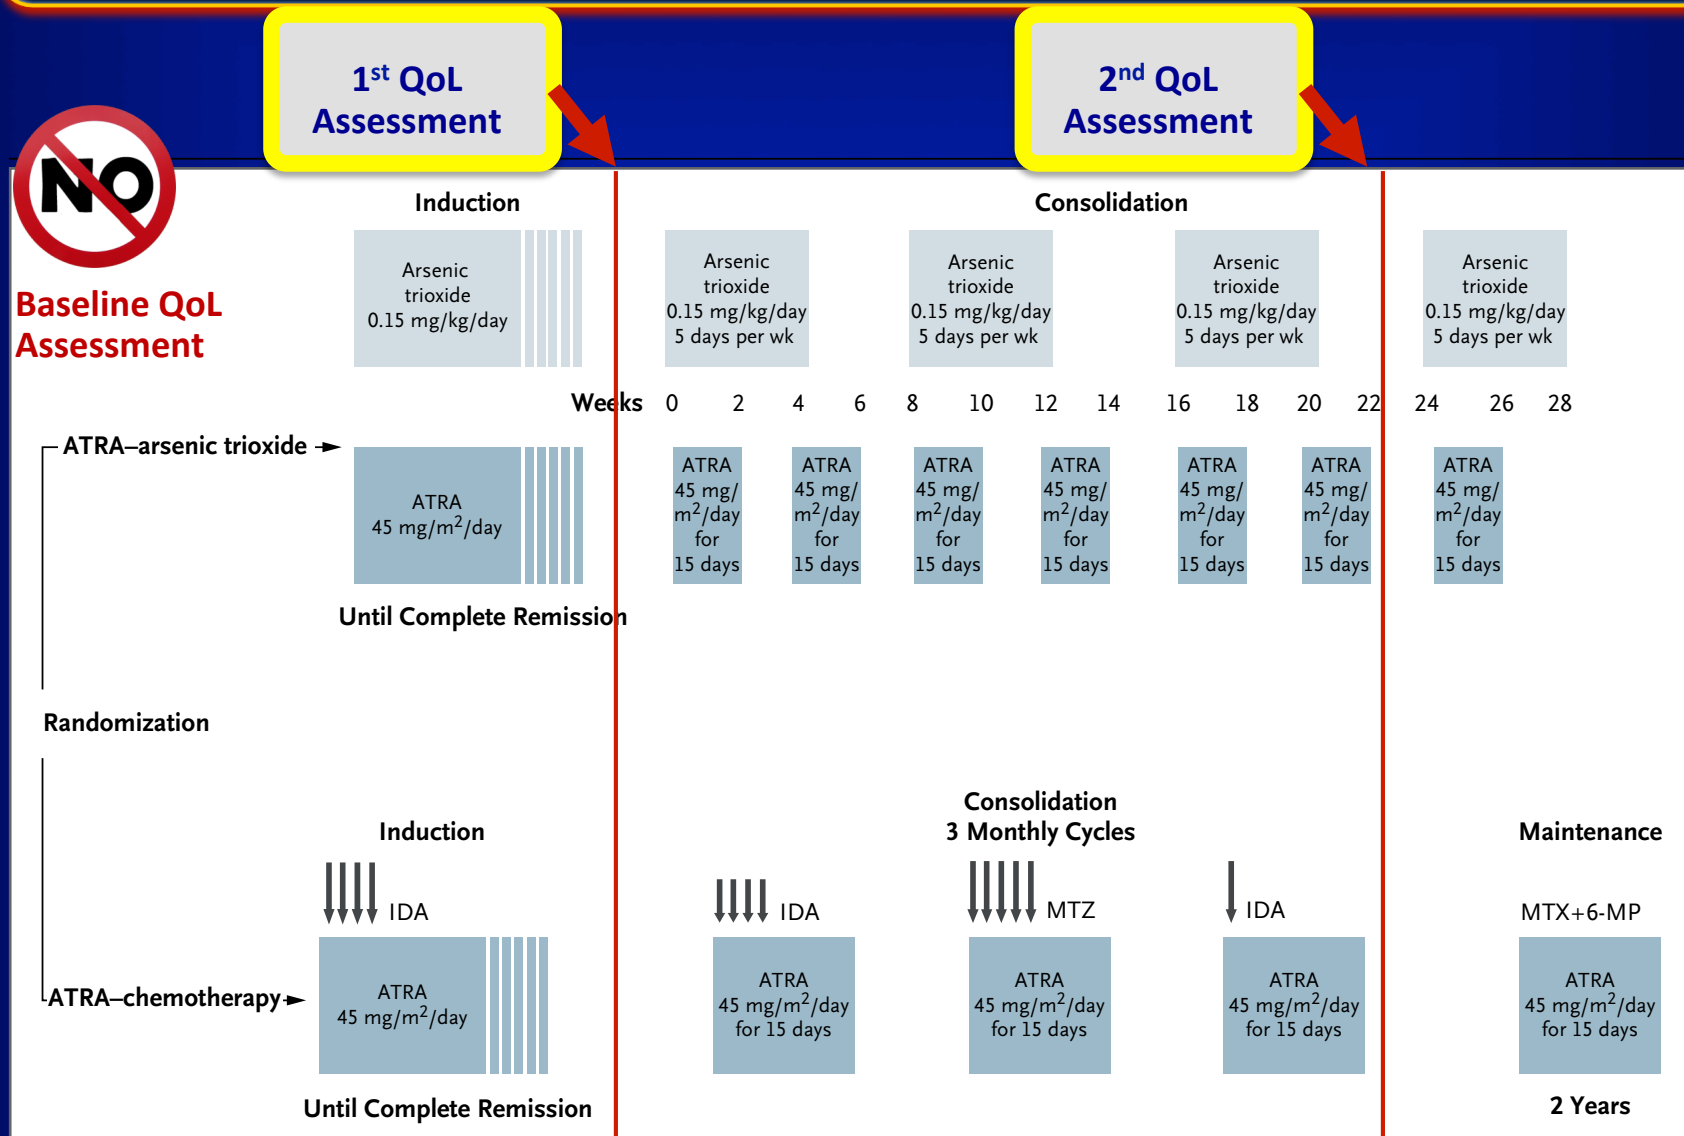 1st QoL
Assessment
2nd QoL
Assessment
NO
Baseline QoL
Assessment
Induction
Consolidation
Arsenic
trioxide
0.15 mg/kg/day
Arsenic
trioxide
0.15 mg/kg/day
5 days per wk
Arsenic
trioxide
0.15 mg/kg/day
5 days per wk
Arsenic
trioxide
0.15 mg/kg/day
5 days per wk
Arsenic
trioxide
0.15 mg/kg/day
5 days per wk
Weeks 0 2 4 6 8 10 12 14 16 18 20 22 24 26 28
ATRA–arsenic trioxide
ATRA
45 mg/m²/day
ATRA
45 mg/
m²/day
for
15 days
ATRA
45 mg/
m²/day
for
15 days
ATRA
45 mg/
m²/day
for
15 days
ATRA
45 mg/
m²/day
for
15 days
ATRA
45 mg/
m²/day
for
15 days
ATRA
45 mg/
m²/day
for
15 days
ATRA
45 mg/
m²/day
for
15 days
Until Complete Remission
Randomization
Induction
Consolidation
3 Monthly Cycles
Maintenance
IDA
IDA
MTZ
IDA
MTX+6-MP
ATRA–chemotherapy
ATRA
45 mg/m²/day
ATRA
45 mg/m²/day
for 15 days
ATRA
45 mg/m²/day
for 15 days
ATRA
45 mg/m²/day
for 15 days
ATRA
45 mg/m²/day
for 15 days
Until Complete Remission
2 Years